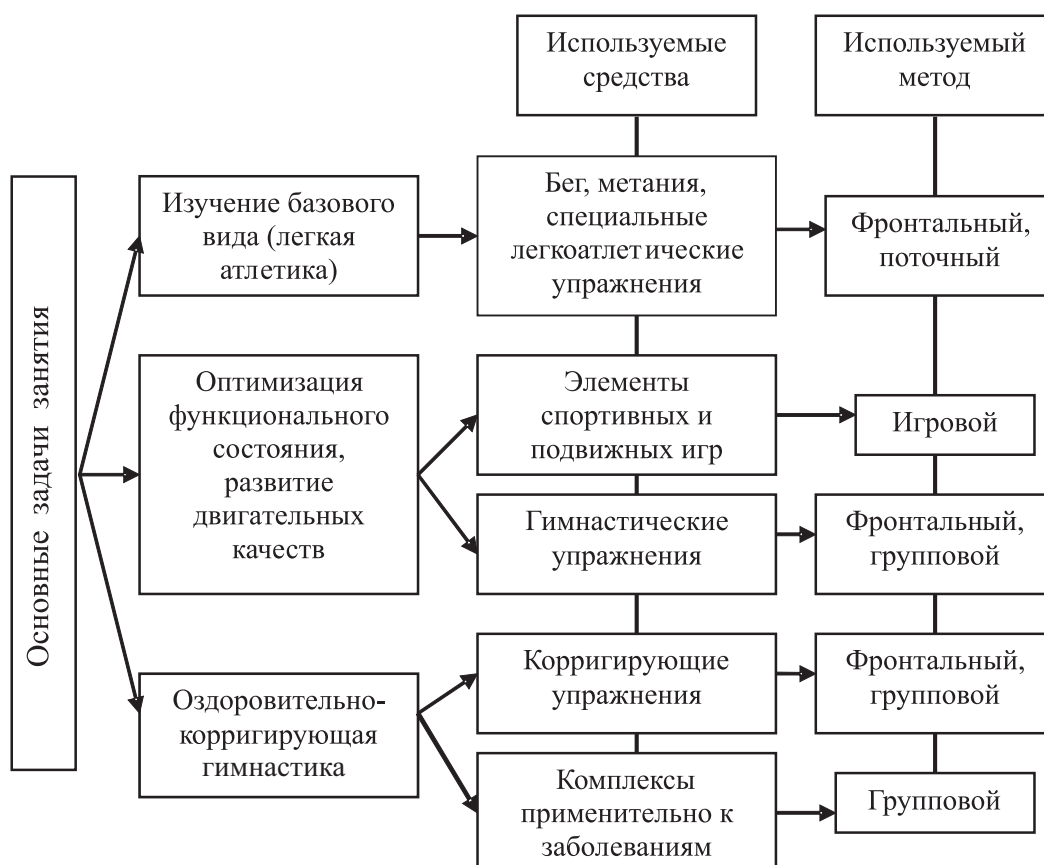 Используемые
средства
Используемый
метод
Основные задачи занятия
Изучение базового
вида (легкая
атлетика)
Бег, метания,
специальные
легкоатлетические
упражнения
Фронтальный,
поточный
Оптимизация
функционального
состояния,
развитие
двигательных
качеств
Элементы
спортивных и
подвижных игр
Игровой
Гимнастические
упражнения
Фронтальный,
групповой
Оздоровительно-
корригирующая
гимнастика
Корригирующие
упражнения
Фронтальный,
групповой
Комплексы
применительно к
заболеваниям
Групповой